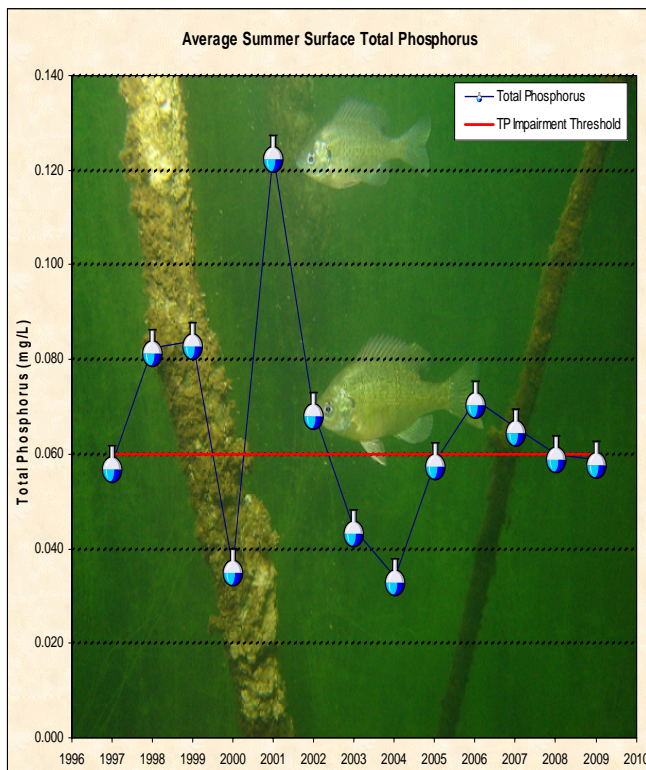 Average Summer Surface Total Phosphorus
0.140
0.120
0.100
0.080
0.060
0.040
0.020
0.000
Total Phosphorus (mg/L)
Total Phosphorus
TP Impairment Threshold
1996 1997 1998 1999 2000 2001 2002 2003 2004 2005 2006 2007 2008 2009 2010